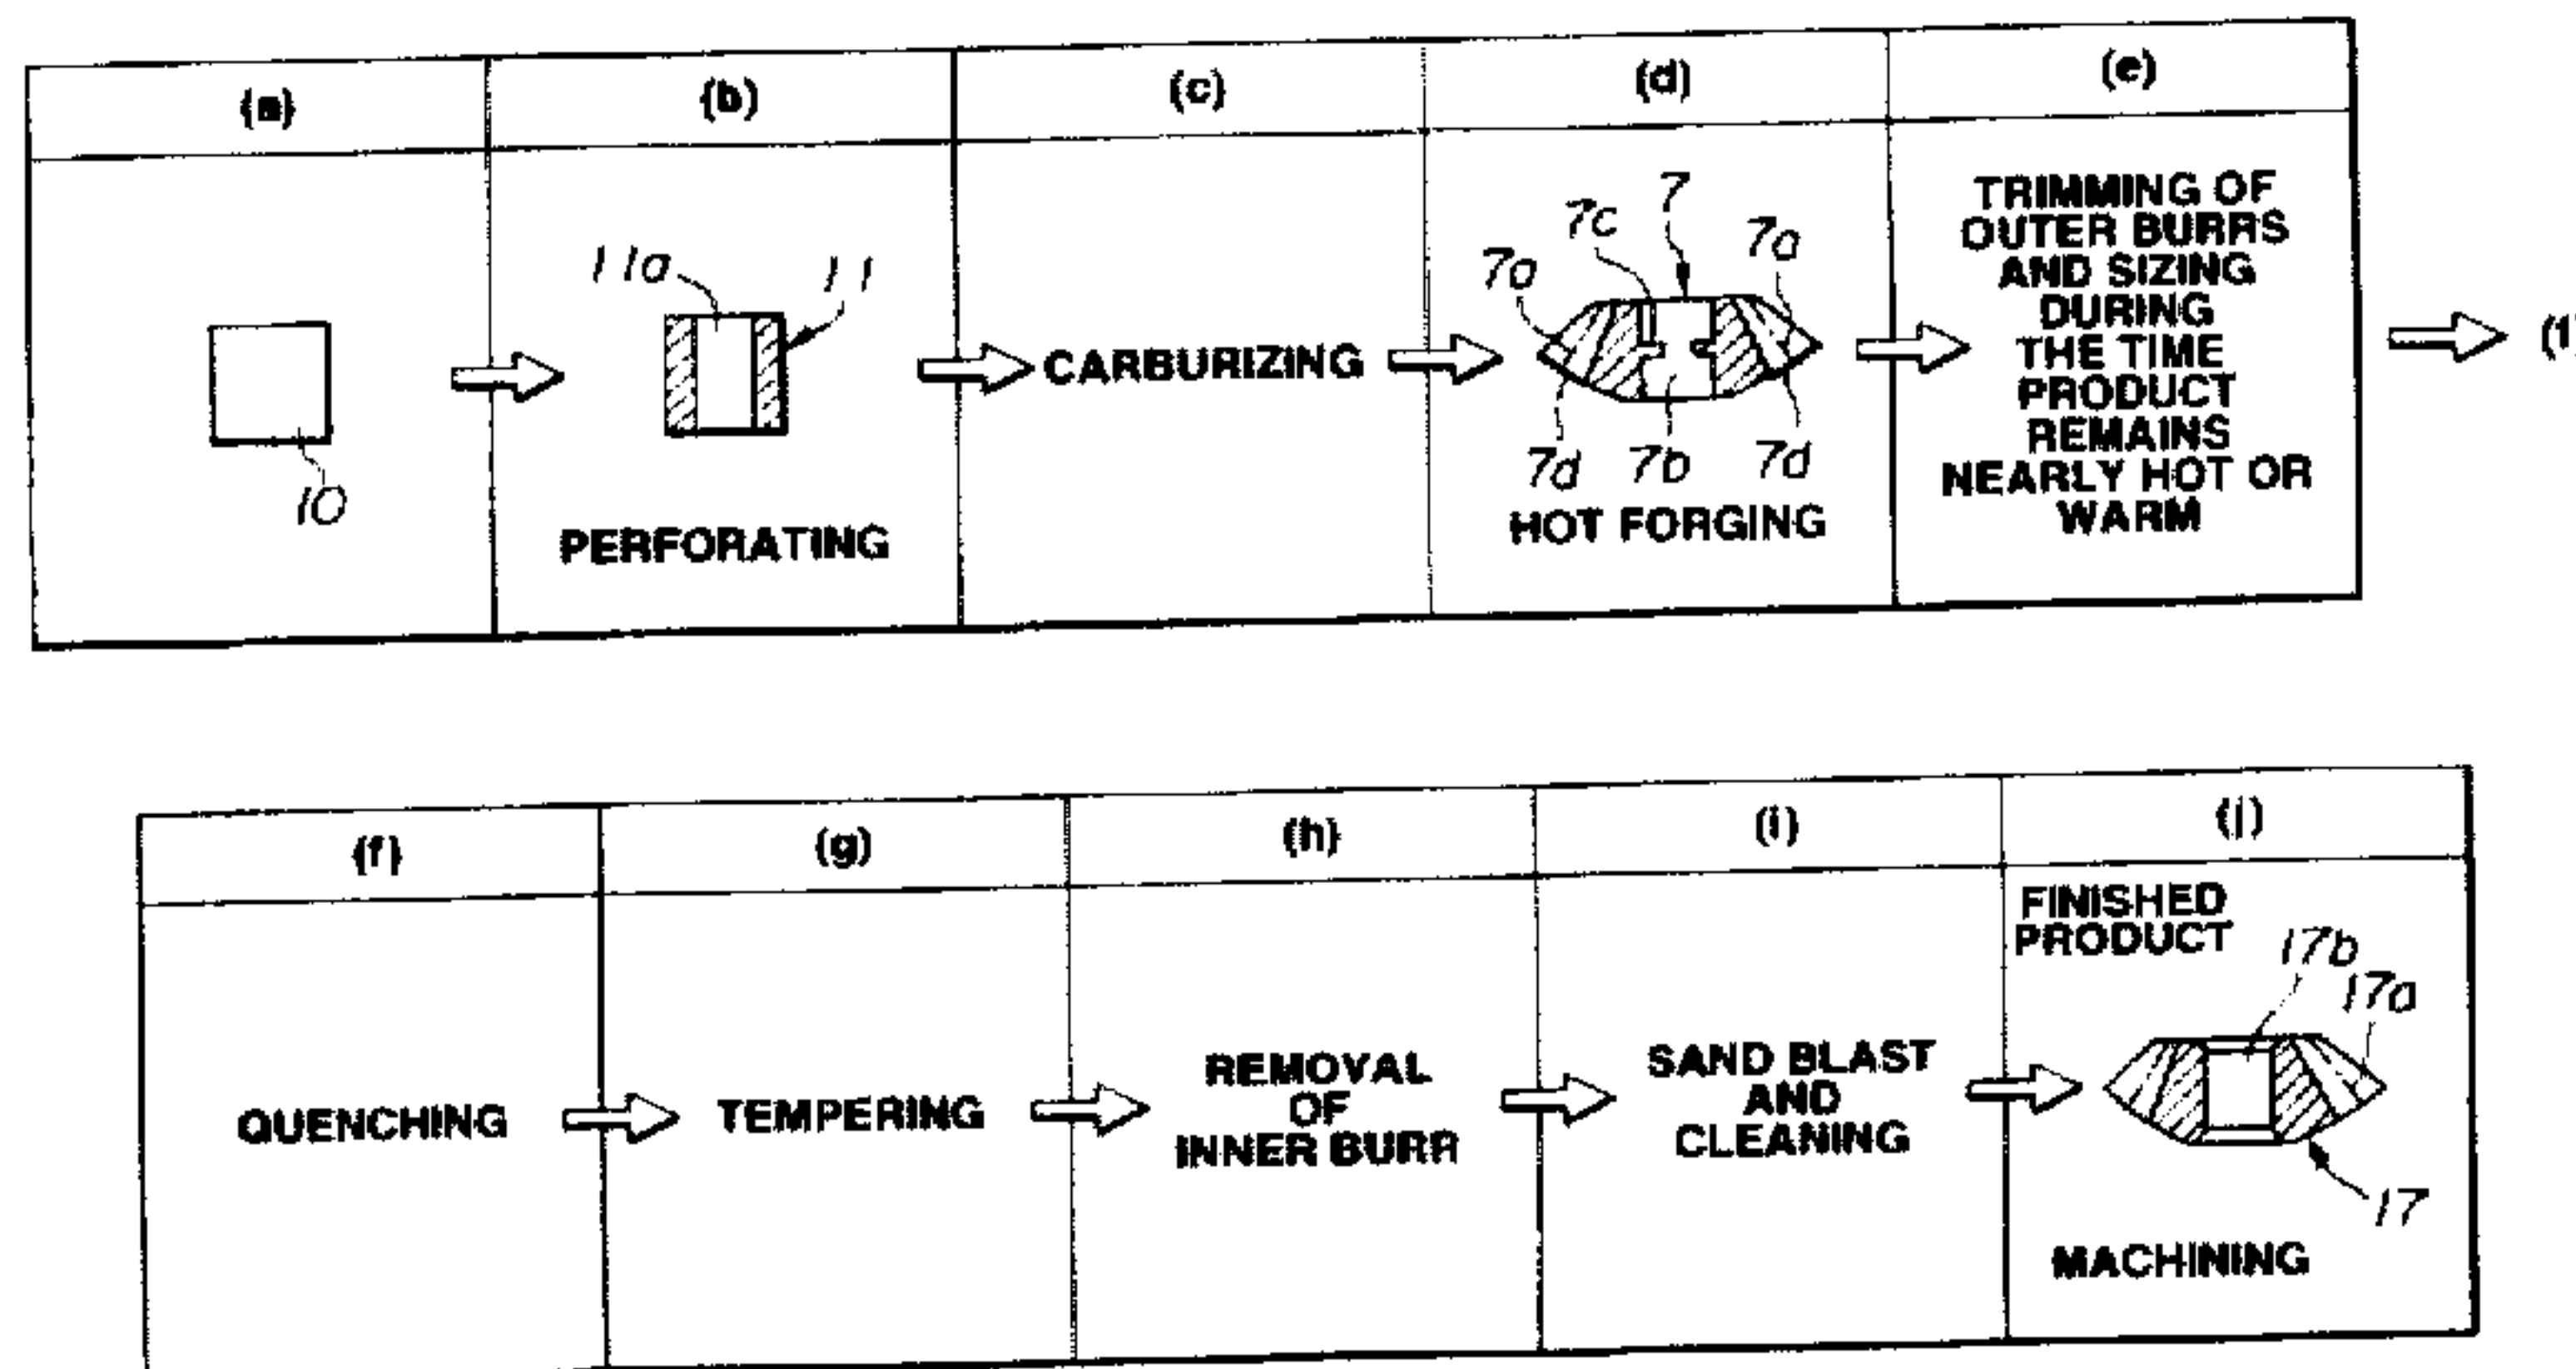 (a)
(b)
(c)
(d)
(e)
10
11a
11
PERFORATING
CARBURIZING
7a
7c
7
7a
7d
7b
7d
HOT FORGING
TRIMMING OF
OUTER BURRS
AND SIZING
DURING
THE TIME
PRODUCT
REMAINS
NEARLY HOT OR
WARM
(f)
(f)
(g)
(h)
(i)
(j)
QUENCHING
TEMPERING
REMOVAL
OF
INNER BURR
SAND BLAST
AND
CLEANING
FINISHED
PRODUCT
17b
17a
17
MACHINING